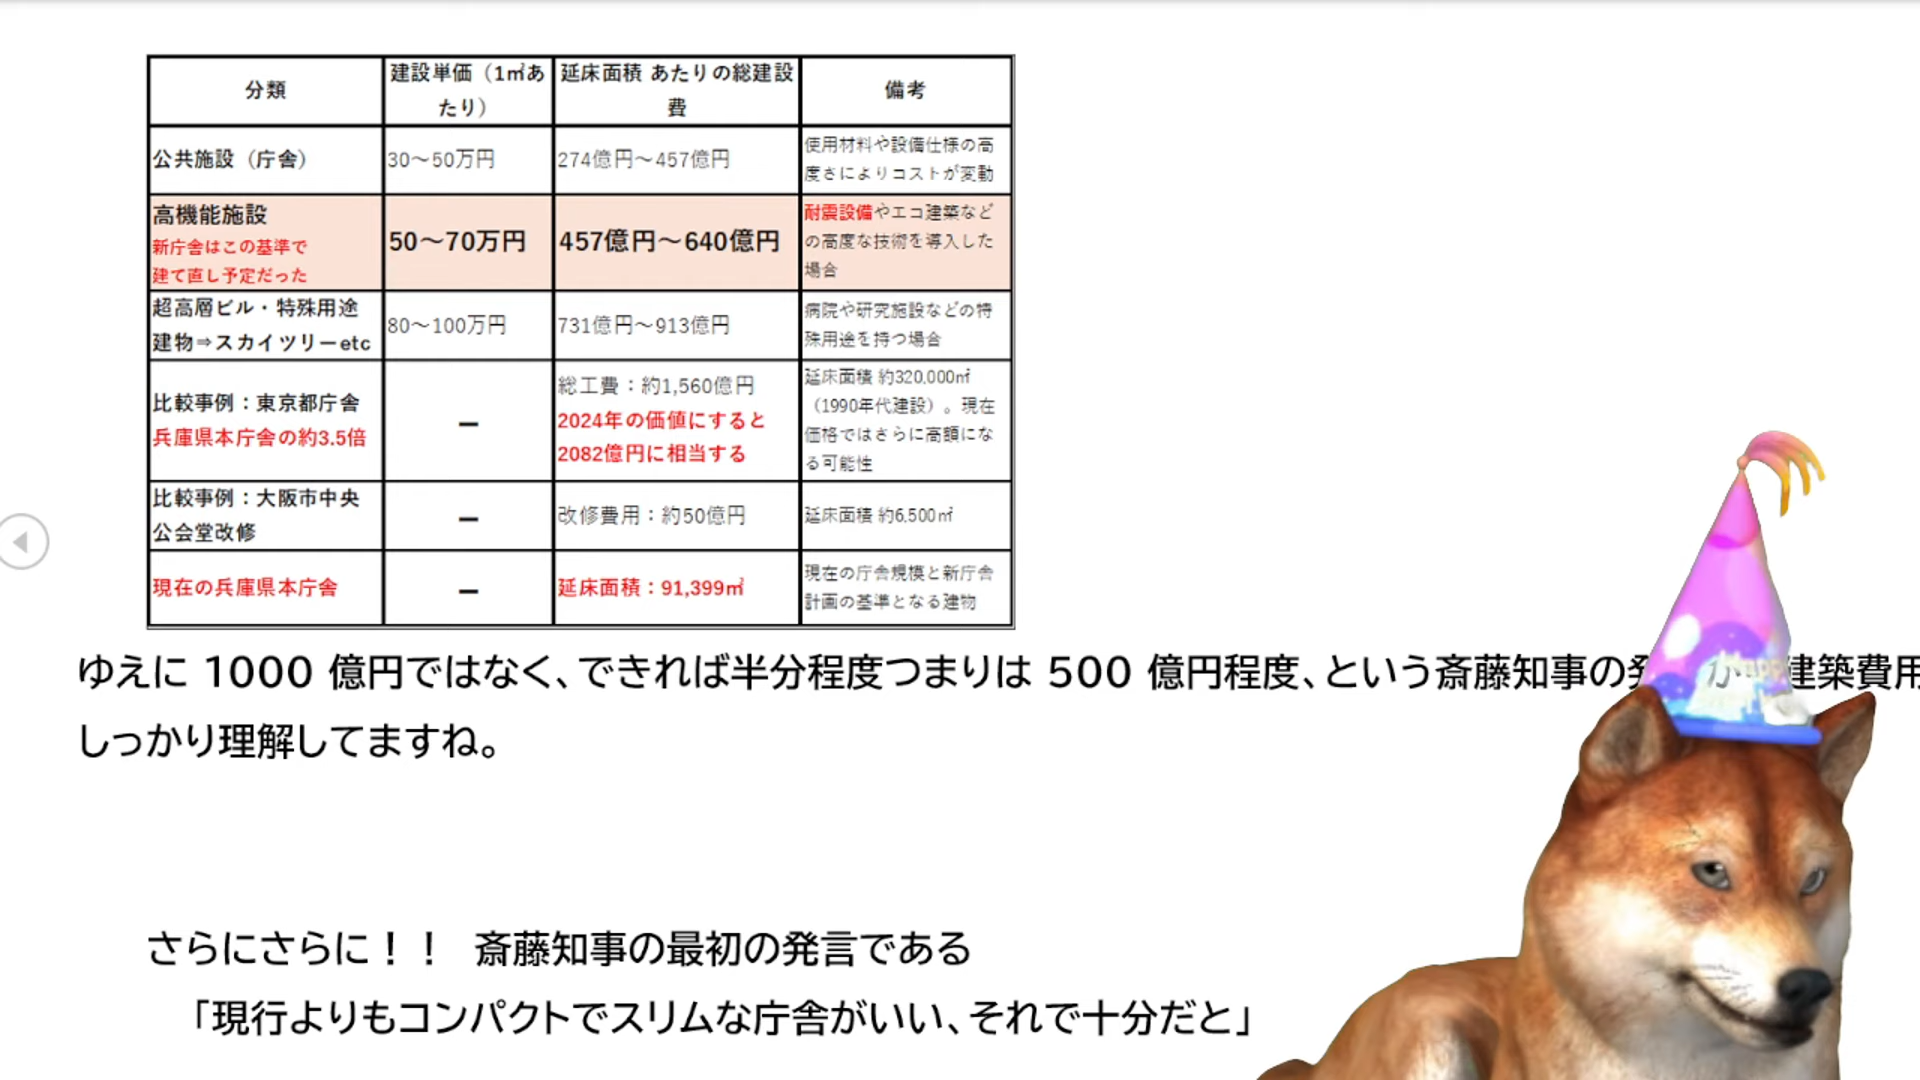 分類
建設単価（1㎡あ
たり）
延床面積 あたりの総建設
費
備考
公共施設（庁舎）
30～50万円
274億円～457億円
使用材料や設備仕様の高
度さによりコストが変動
高機能施設
新庁舎はこの基準で
建て直し予定だった
50～70万円
457億円～640億円
耐震設備やエコ建築など
の高度な技術を導入した
場合
超高層ビル・特殊用途
建物⇒スカイツリーetc
80～100万円
731億円～913億円
病院や研究施設などの特
殊用途を持つ場合
比較事例：東京都庁舎
兵庫県本庁舎の約3.5倍
–
総工費：約1,560億円
2024年の価値にすると
2082億円に相当する
延床面積 約320,000㎡
（1990年代建設）。現在
価格ではさらに高額にな
る可能性
比較事例：大阪市中央
公会堂改修
–
改修費用：約50億円
延床面積 約6,500㎡
現在の兵庫県本庁舎
–
延床面積：91,399㎡
現在の庁舎規模と新庁舎
計画の基準となる建物
ゆえに 1000 億円ではなく、できれば半分程度つまりは 500 億円程度、という斎藤知事の発 が 建築費用
しっかり理解してますね。
さらにさらに！！ 斎藤知事の最初の発言である
「現行よりもコンパクトでスリムな庁舎がいい、それで十分だと」